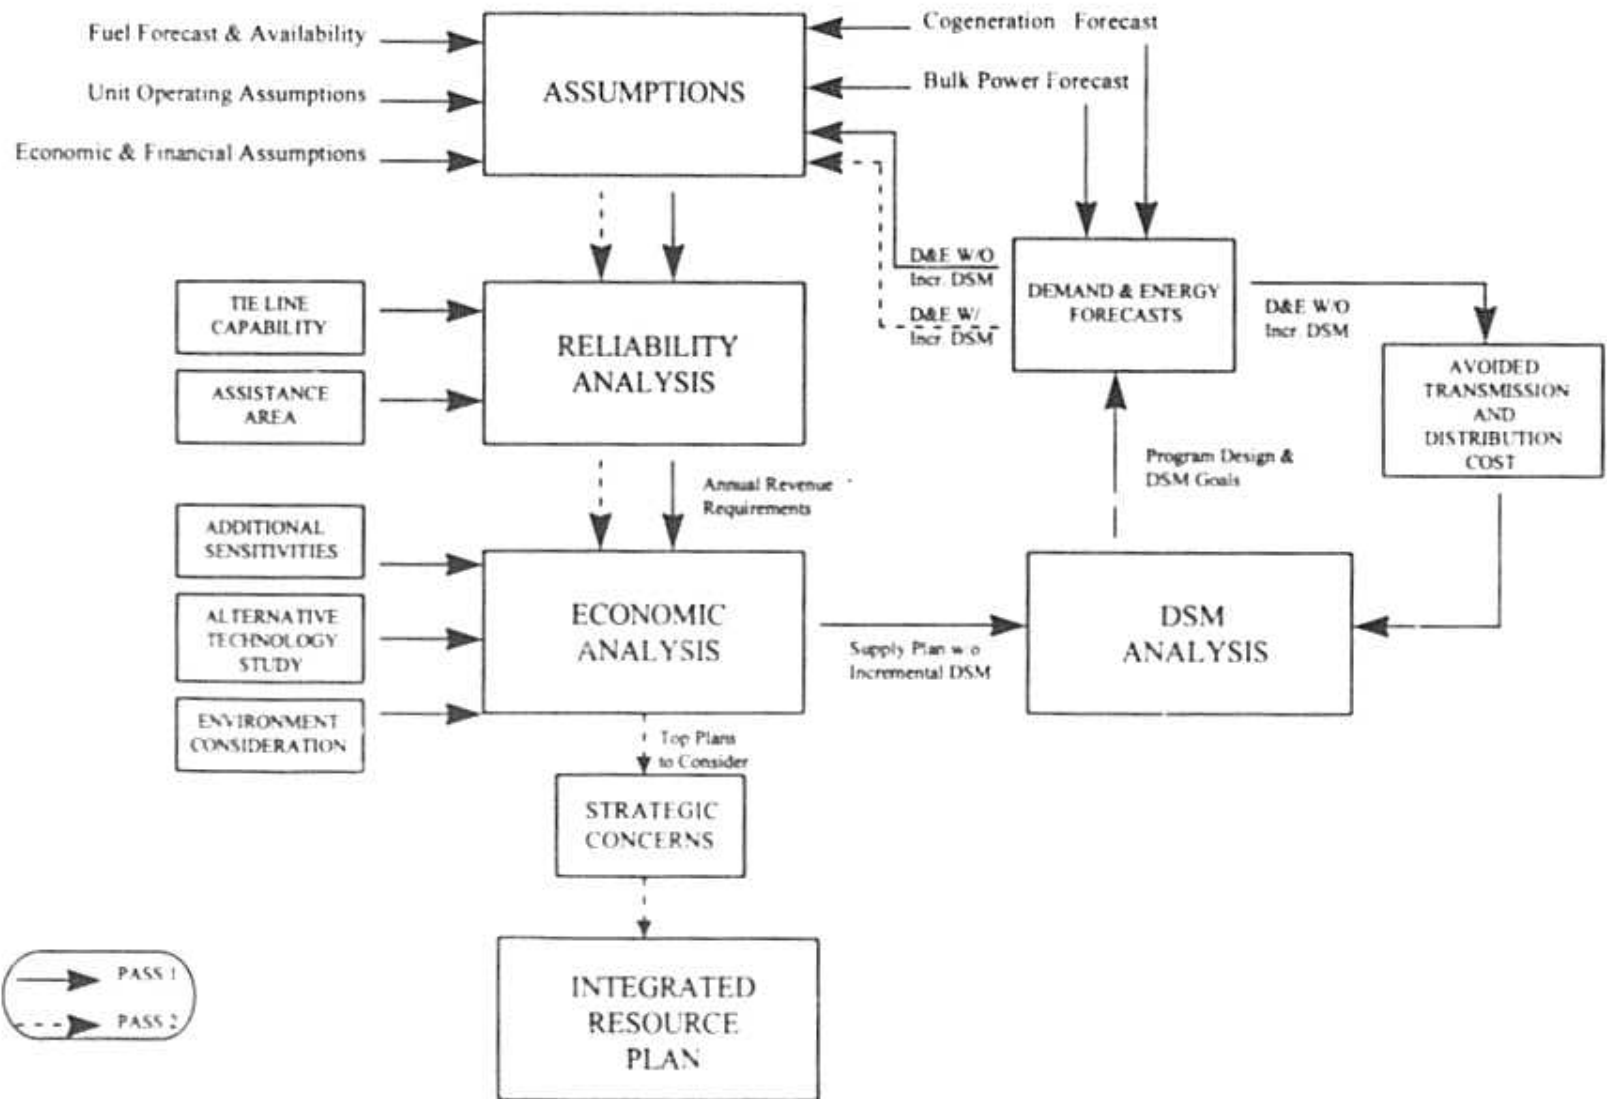 Fuel Forecast & Availability
Unit Operating Assumptions
Economic & Financial Assumptions
ASSUMPTIONS
Cogeneration Forecast
Bulk Power Forecast
D&E W/O
Incr. DSM
D&E W/
Incr. DSM
DEMAND & ENERGY
FORECASTS
D&E W/O
Incr. DSM
AVOIDED
TRANSMISSION
AND
DISTRIBUTION
COST
TIE LINE
CAPABILITY
ASSISTANCE
AREA
RELIABILITY
ANALYSIS
Program Design &
DSM Goals
Annual Revenue
Requirements
ADDITIONAL
SENSITIVITIES
ALTERNATIVE
TECHNOLOGY
STUDY
ENVIRONMENT
CONSIDERATION
ECONOMIC
ANALYSIS
Supply Plan w/o
Incremental DSM
DSM
ANALYSIS
Top Plans
to Consider
STRATEGIC
CONCERNS
INTEGRATED
RESOURCE
PLAN
PASS 1
PASS 2